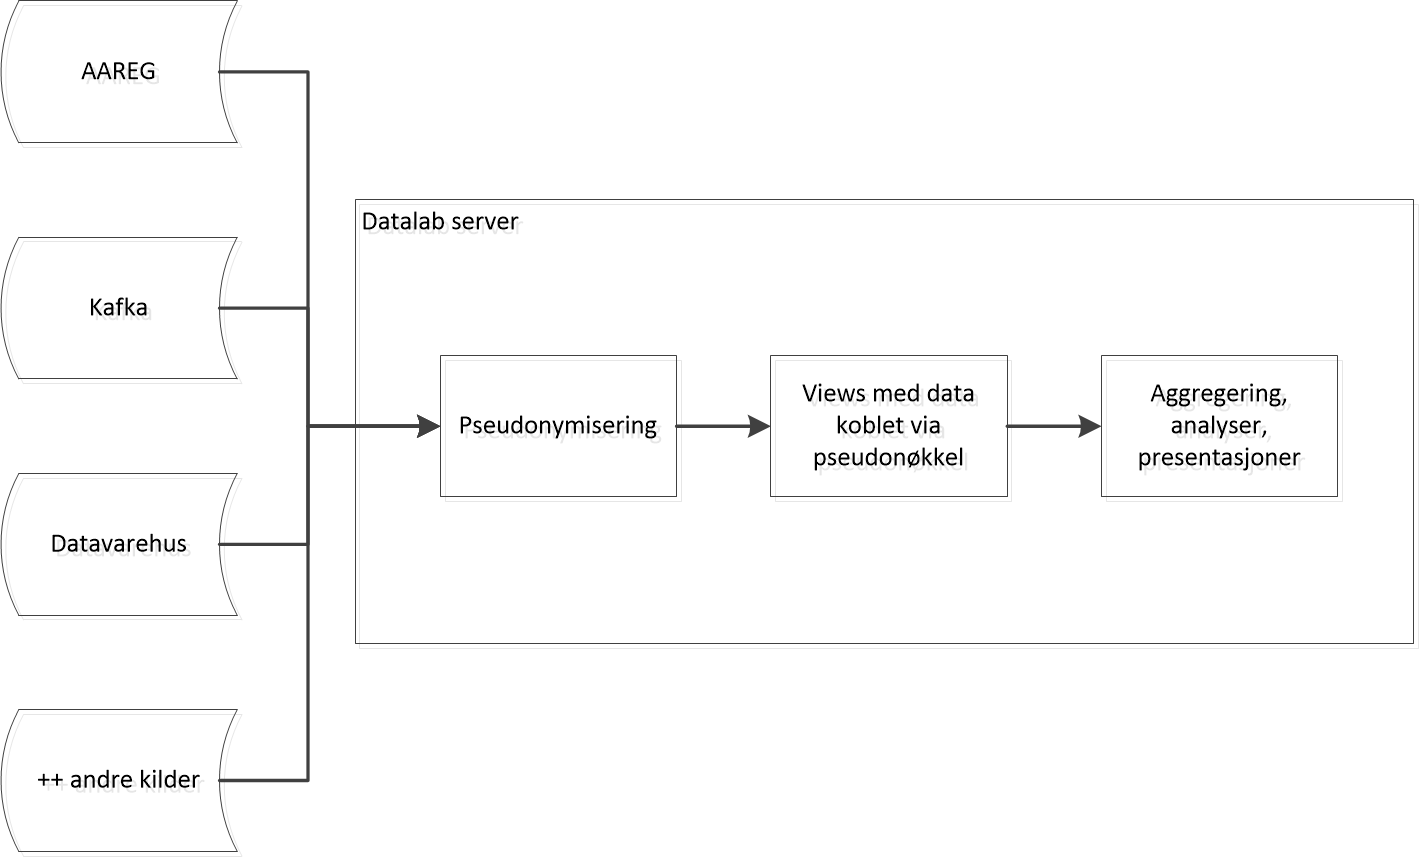 AAREG
Kafka
Datavarehus
++ andre kilder
Datalab server
Pseudonymisering
Views med data
koblet via
pseudonøkkel
Aggregering,
analyser,
presentasjoner